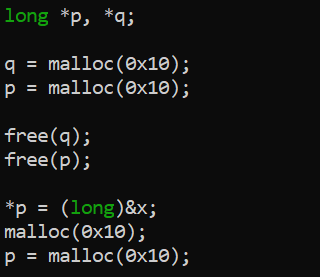 long *p, *q;
q = malloc(0x10);
p = malloc(0x10);
free(q);
free(p);
*p = (long)&x;
malloc(0x10);
p = malloc(0x10);